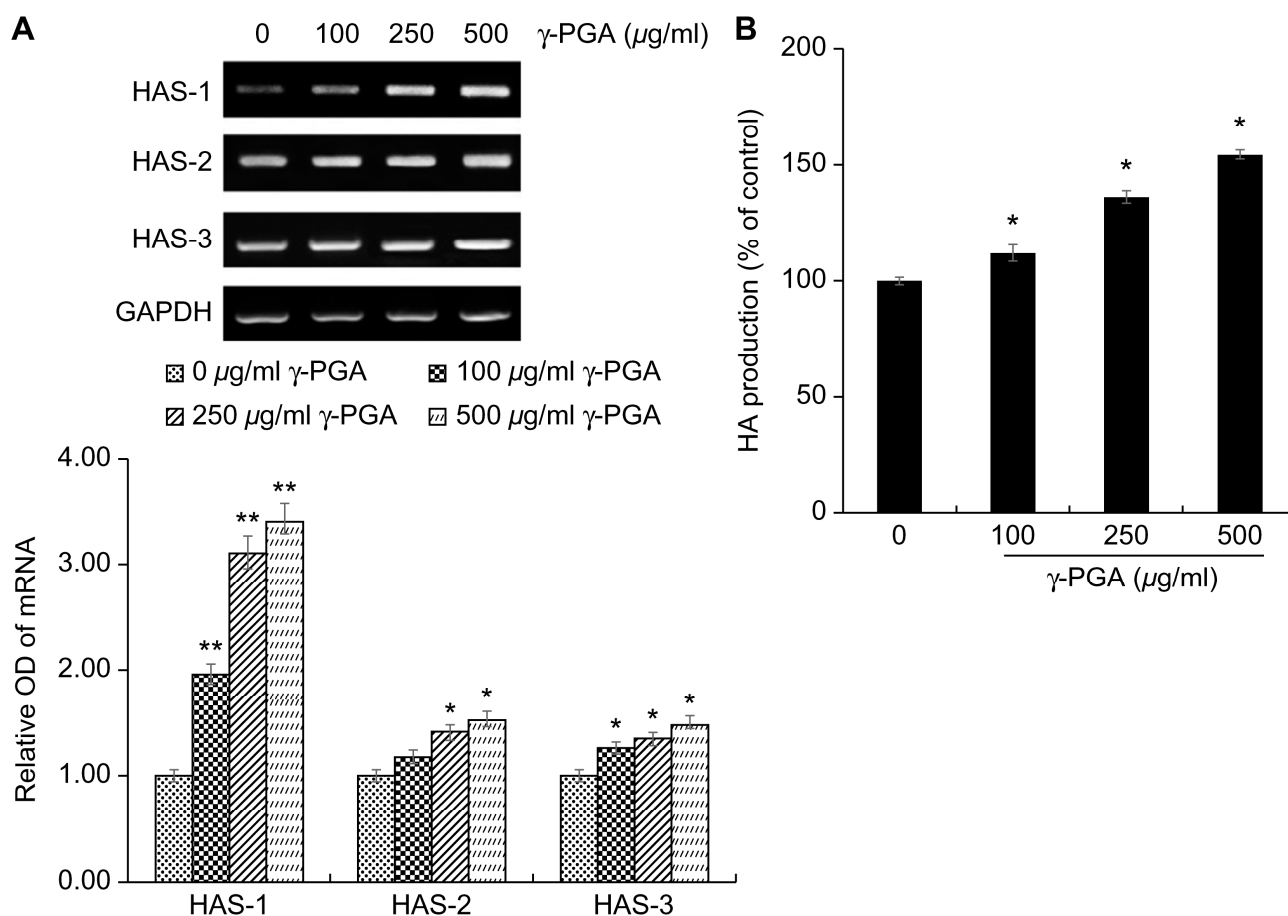 A
0 100 250 500 γ-PGA (µg/ml)
HAS-1
HAS-2
HAS-3
GAPDH
0 µg/ml γ-PGA 100 µg/ml γ-PGA
250 µg/ml γ-PGA 500 µg/ml γ-PGA
Relative OD of mRNA
4.00
3.00
2.00
1.00
0.00
** ** **
* *
* * *
HAS-1 HAS-2 HAS-3
B
HA production (% of control)
200
150
100
50
0
* * *
0 100 250 500
γ-PGA (µg/ml)